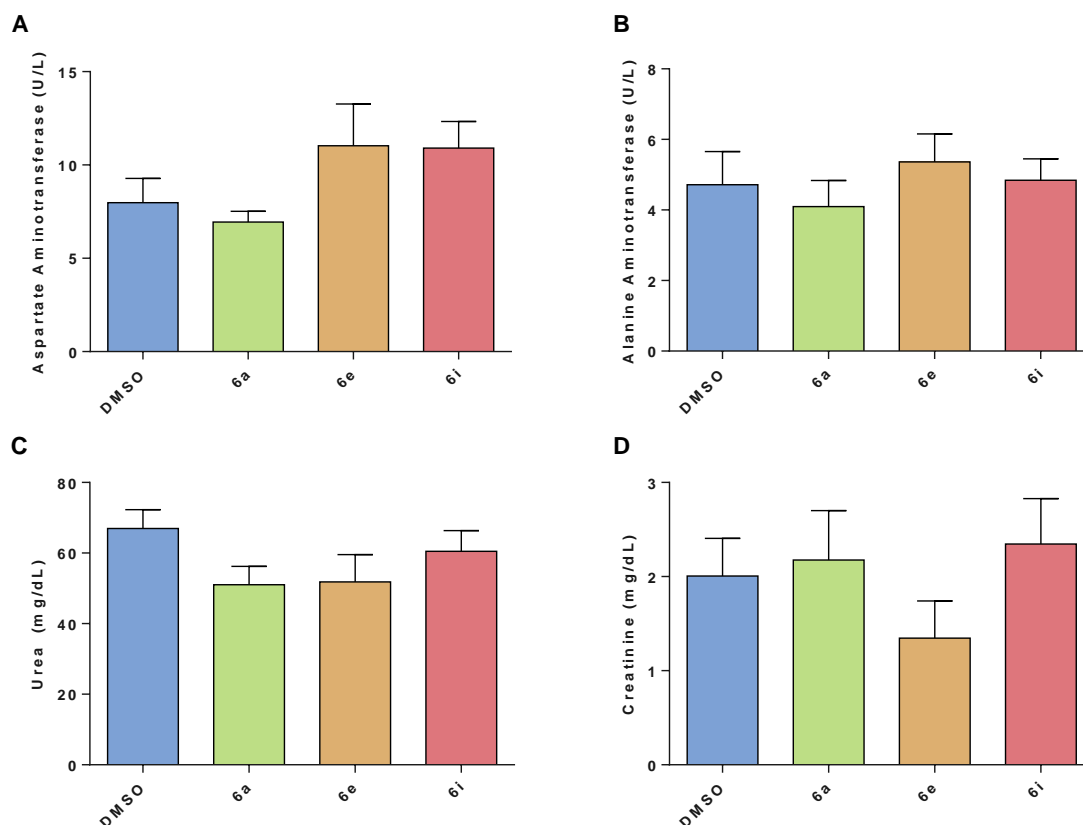 A
Aspartate Aminotransferase (U/L)
15
10
5
0
DMSO
6a
6e
6i
B
Alanine Aminotransferase (U/L)
8
6
4
2
0
DMSO
6a
6e
6i
C
Urea (mg/dL)
80
60
40
20
0
DMSO
6a
6e
6i
D
Creatinine (mg/dL)
3
2
1
0
DMSO
6a
6e
6i